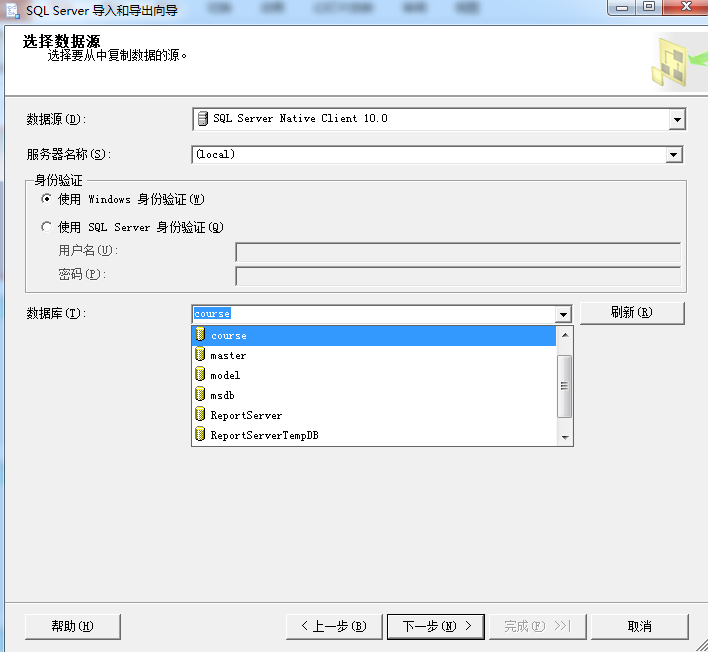 SQL Server 导入和导出向导
选择数据源
选择要从中复制数据的源。
数据源(D):
SQL Server Native Client 10.0
服务器名称(S):
(local)
身份验证
使用 Windows 身份验证(W)
使用 SQL Server 身份验证(Q)
用户名(U):
密码(P):
数据库(T):
course
刷新(R)
course
master
model
msdb
ReportServer
ReportServerTempDB
帮助(H)
< 上一步(B)
下一步(N) >
完成(F) >>|
取消